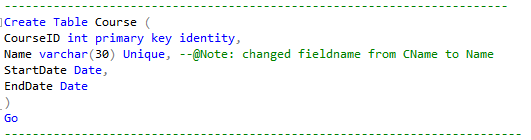 --------------------------------------------------------------------
Create Table Course (
CourseID int primary key identity,
Name varchar(30) Unique, --@Note: changed fieldname from CName to Name
StartDate Date,
EndDate Date
)
Go
--------------------------------------------------------------------